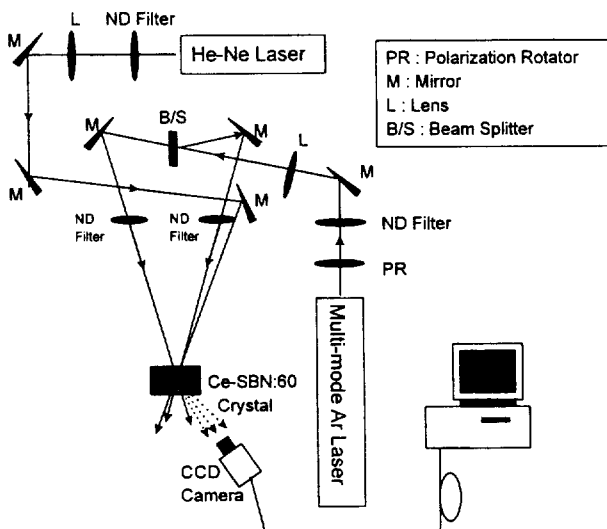 L ND Filter
M
He-Ne Laser
PR : Polarization Rotator
M : Mirror
L : Lens
B/S : Beam Splitter
B/S
M
M
L
M
M
M
ND
Filter
ND
Filter
ND Filter
PR
Multi-mode Ar Laser
Ce-SBN:60
Crystal
CCD
Camera